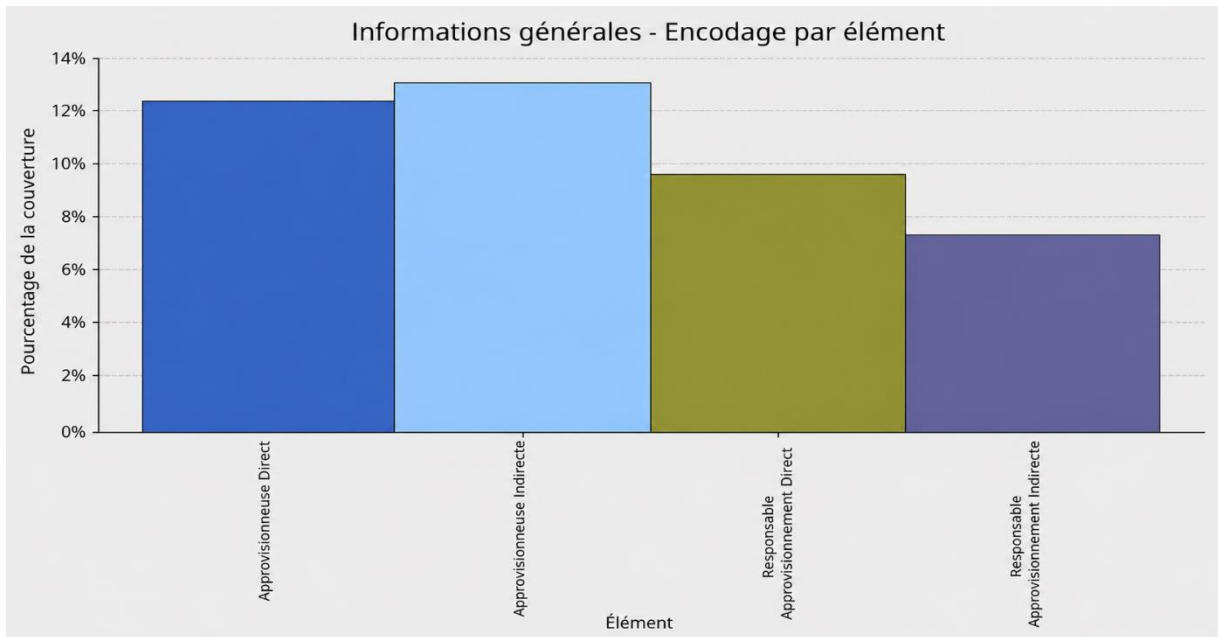 Informations générales - Encodage par élément
Pourcentage de la couverture
14%
12%
10%
8%
6%
4%
2%
0%
Approvisionneuse Direct
Approvisionneuse Indirecte
Responsable
Approvisionnement Direct
Responsable
Approvisionnement Indirecte
Élément